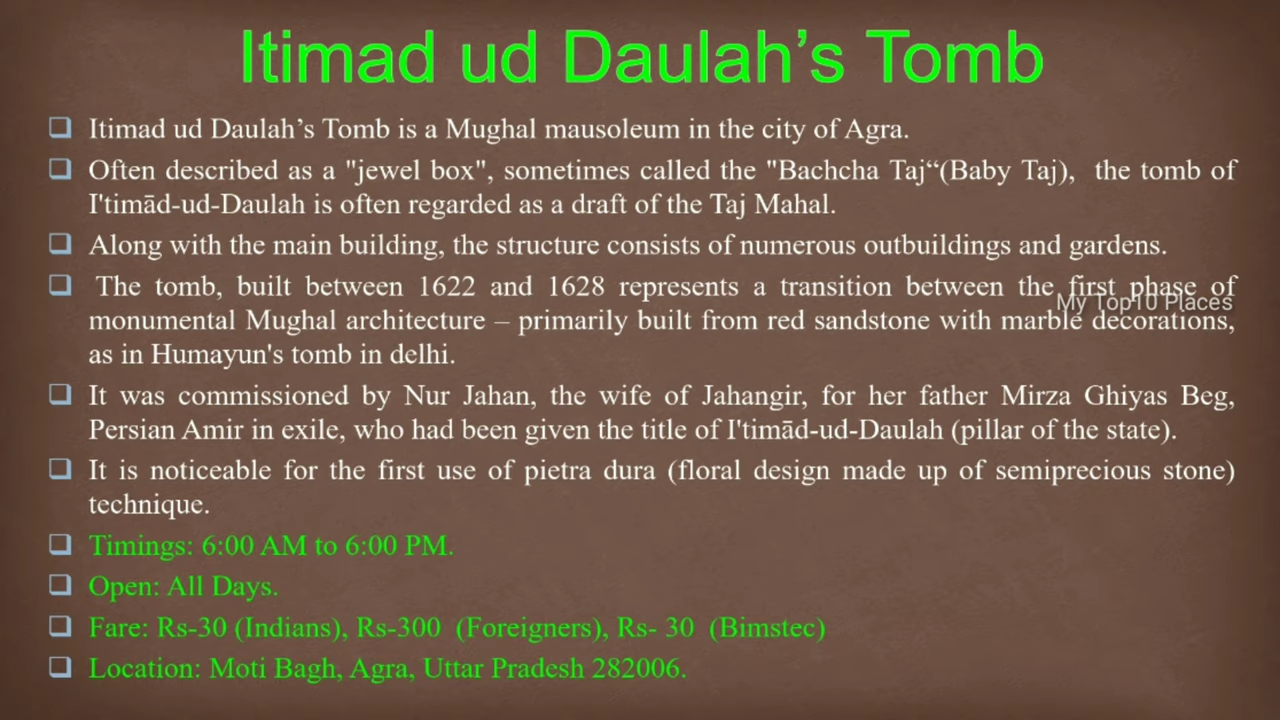 Itimad ud Daulah’s Tomb
❑ Itimad ud Daulah’s Tomb is a Mughal mausoleum in the city of Agra.
❑ Often described as a "jewel box", sometimes called the "Bachcha Taj“(Baby Taj), the tomb of
I'timād-ud-Daulah is often regarded as a draft of the Taj Mahal.
❑ Along with the main building, the structure consists of numerous outbuildings and gardens.
❑ The tomb, built between 1622 and 1628 represents a transition between the first phase of
My Top10 Places
monumental Mughal architecture – primarily built from red sandstone with marble decorations,
as in Humayun's tomb in delhi.
❑ It was commissioned by Nur Jahan, the wife of Jahangir, for her father Mirza Ghiyas Beg,
Persian Amir in exile, who had been given the title of I'timād-ud-Daulah (pillar of the state).
❑ It is noticeable for the first use of pietra dura (floral design made up of semiprecious stone)
technique.
❑ Timings: 6:00 AM to 6:00 PM.
❑ Open: All Days.
❑ Fare: Rs-30 (Indians), Rs-300 (Foreigners), Rs- 30 (Bimstec)
❑ Location: Moti Bagh, Agra, Uttar Pradesh 282006.